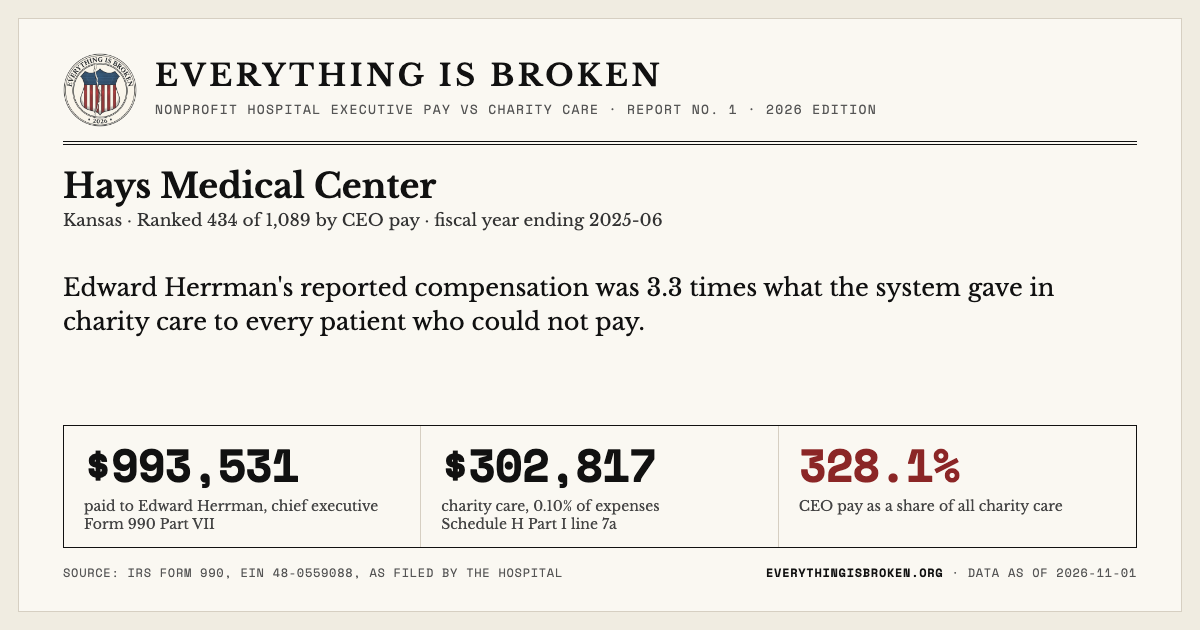 EVERYTHING IS BROKEN
· 2026 ·
EVERYTHING IS BROKEN
NONPROFIT HOSPITAL EXECUTIVE PAY VS CHARITY CARE · REPORT NO. 1 · 2026 EDITION
Hays Medical Center
Kansas · Ranked 434 of 1,089 by CEO pay · fiscal year ending 2025-06
Edward Herrman's reported compensation was 3.3 times what the system gave in
charity care to every patient who could not pay.
$993,531
paid to Edward Herrman, chief executive
Form 990 Part VII
$302,817
charity care, 0.10% of expenses
Schedule H Part I line 7a
328.1%
CEO pay as a share of all charity care
SOURCE: IRS FORM 990, EIN 48-0559088, AS FILED BY THE HOSPITAL
EVERYTHINGISBROKEN.ORG · DATA AS OF 2026-11-01